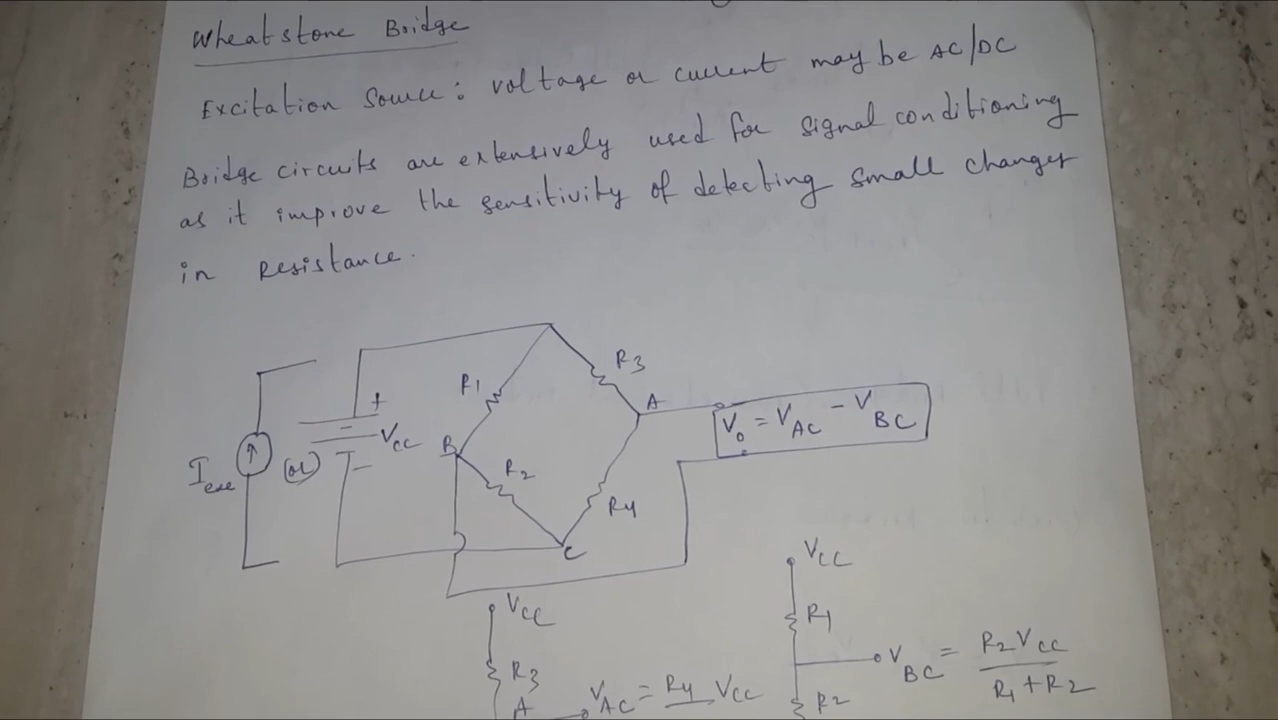 Wheatstone Bridge
Excitation Source: voltage or current may be AC/DC
Bridge circuits are extensively used for signal conditioning
as it improve the sensitivity of detecting small changes
in Resistance.
R3
R1
A
+
Vcc
V0 = VAC - VBC
B
R2
Iexe
(or)
-
R4
C
Vcc
Vcc
R1
R3
VBC = R2 Vcc
R1 + R2
A
VAC = R4 Vcc
R2